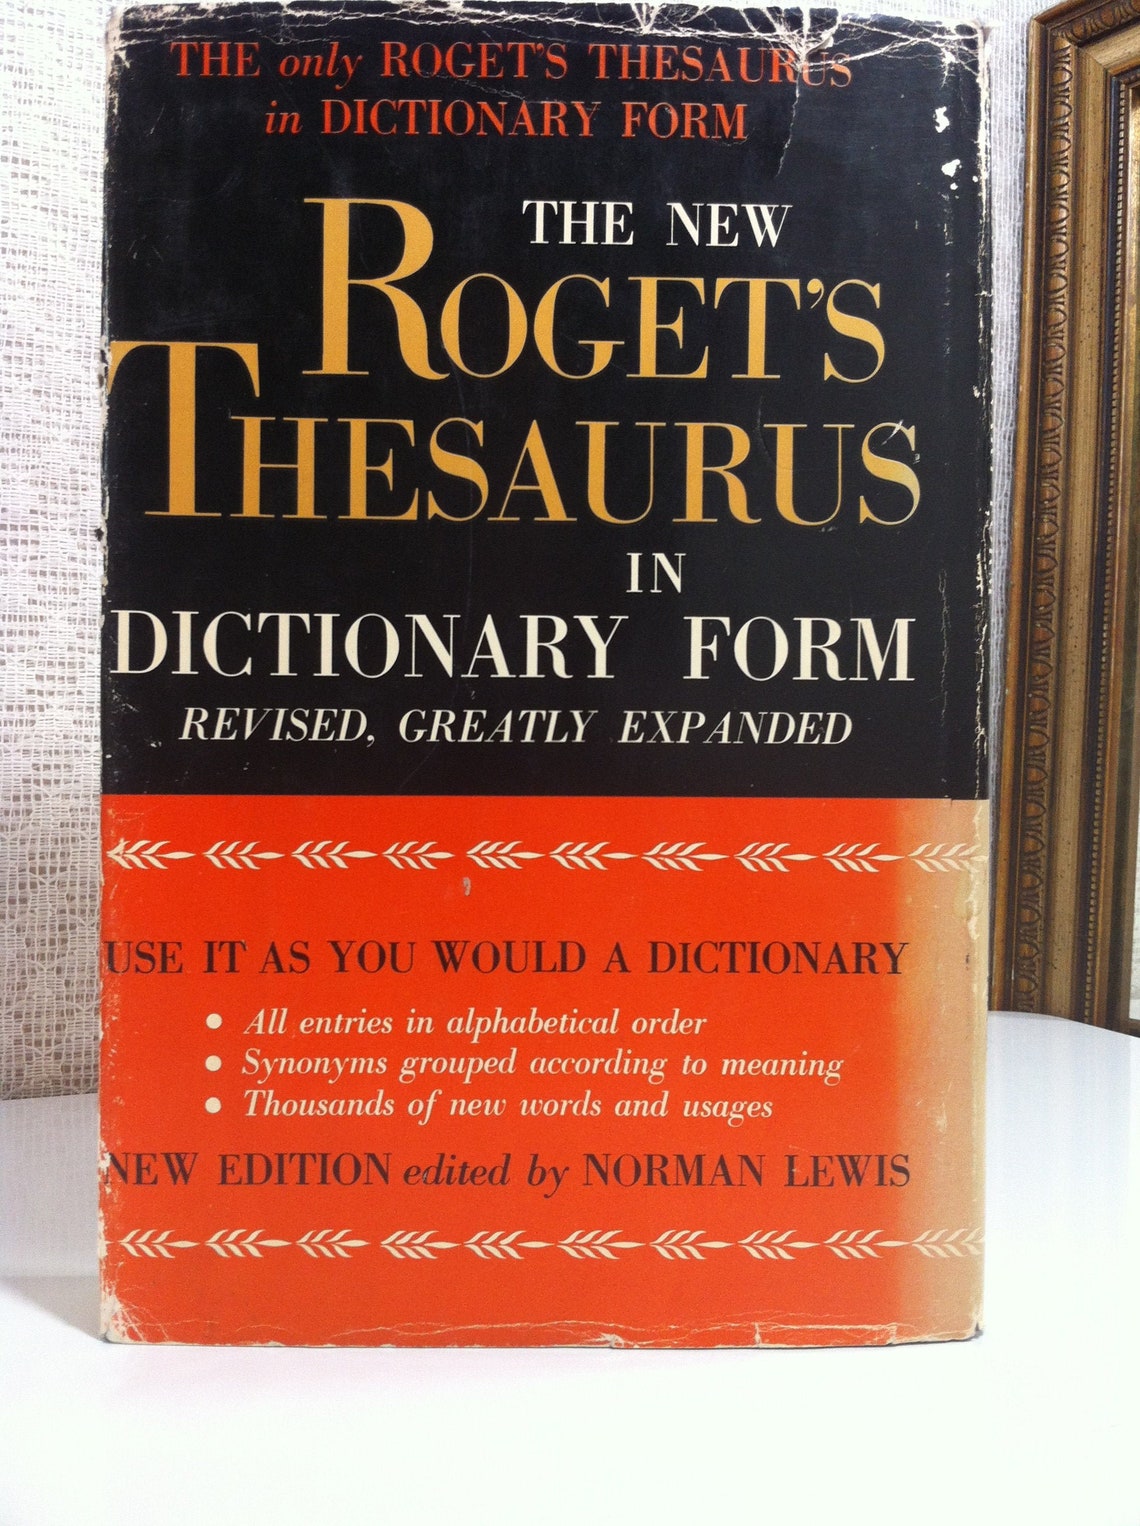 THE only ROGET'S THESAURUS
in DICTIONARY FORM
THE NEW
ROGET'S
THESAURUS
IN
DICTIONARY FORM
REVISED, GREATLY EXPANDED
USE IT AS YOU WOULD A DICTIONARY
• All entries in alphabetical order
• Synonyms grouped according to meaning
• Thousands of new words and usages
NEW EDITION edited by NORMAN LEWIS